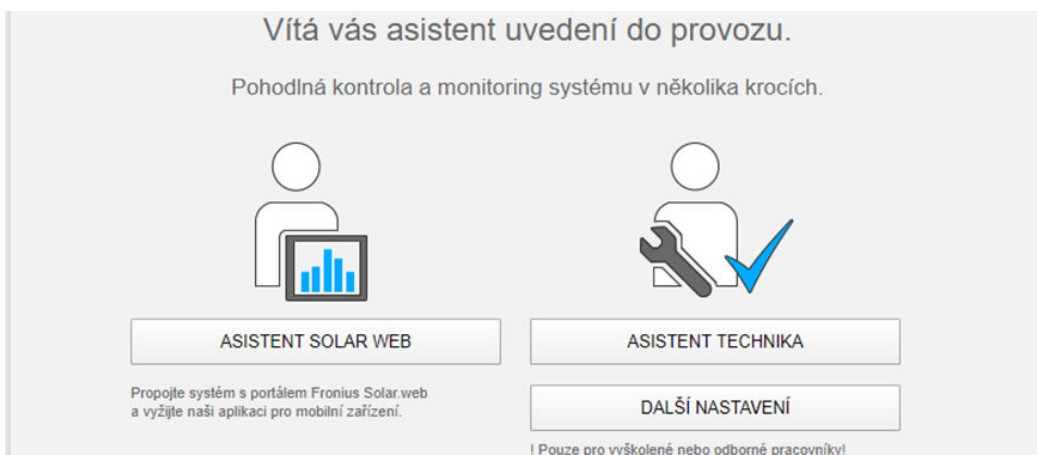 Vítá vás asistent uvedení do provozu.
Pohodlná kontrola a monitoring systému v několika krocích.
ASISTENT SOLAR WEB
Propojte systém s portálem Fronius Solar.web
a vyžijte naši aplikaci pro mobilní zařízení.
ASISTENT TECHNIKA
DALŠÍ NASTAVENÍ
! Pouze pro vyškolené nebo odborné pracovníky!